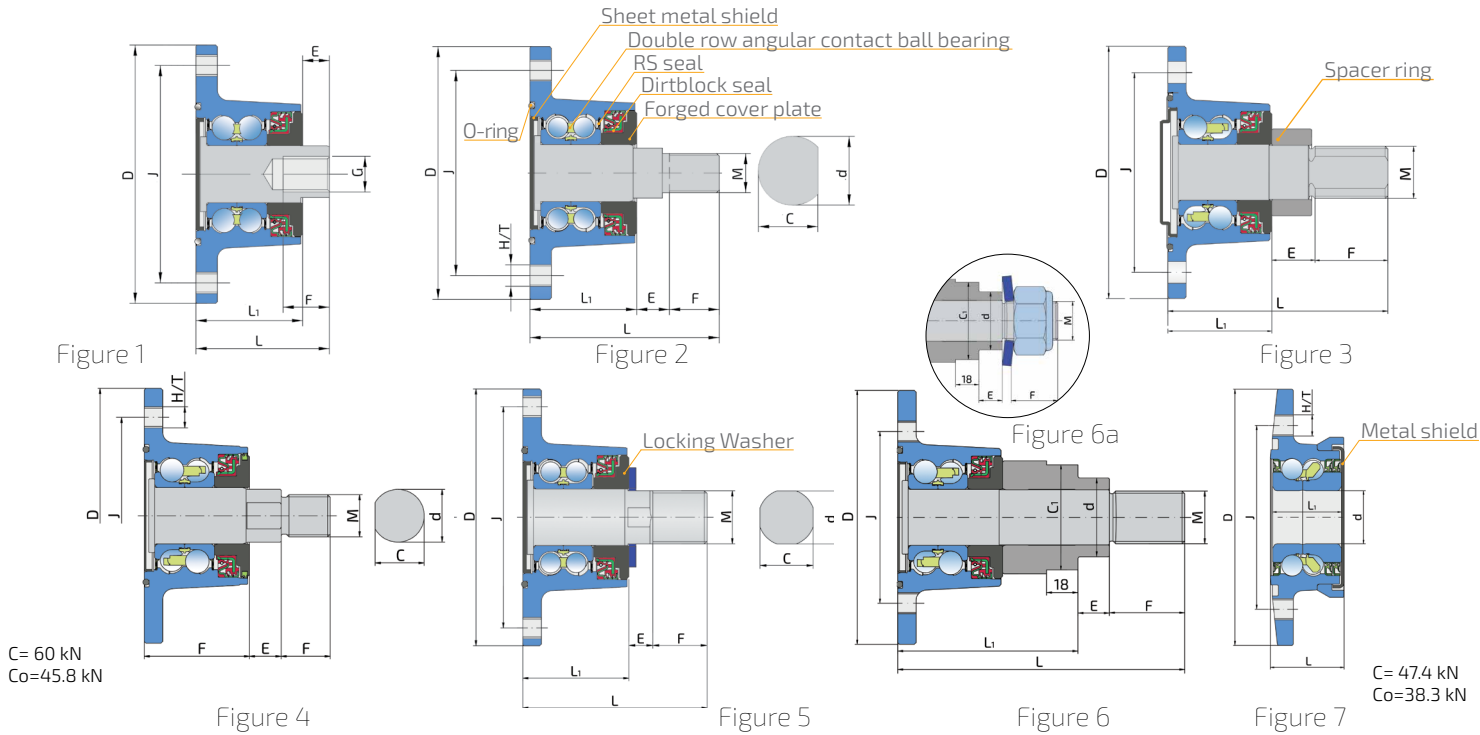 Sheet metal shield
Double row angular contact ball bearing
RS seal
Dirtblock seal
Forged cover plate
O-ring
Spacer ring
E
D
J
G
F
L1
L
Figure 1
D
J
H/T
M
C
d
L1
E
F
L
Figure 2
D
J
M
E
F
L
L1
Figure 3
C1
d
M
18
E
F
Figure 6a
H/T
D
J
M
C
d
F
E
F
C= 60 kN
Co=45.8 kN
Figure 4
Locking Washer
D
J
M
C
d
E
F
L1
L
Figure 5
D
J
C1
d
M
18
E
F
L1
L
Figure 6
H/T
Metal shield
D
J
L1
d
L
C= 47.4 kN
Co=38.3 kN
Figure 7